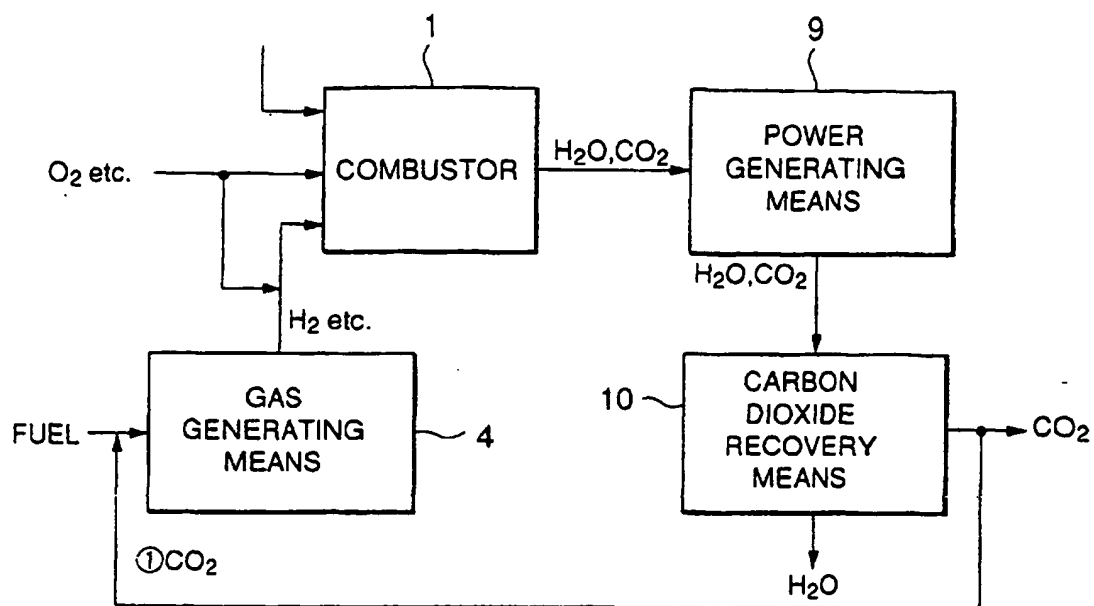 1
9
O₂ etc.
COMBUSTOR
H₂O,CO₂
POWER
GENERATING
MEANS
H₂O,CO₂
H₂ etc.
FUEL
GAS
GENERATING
MEANS
4
10
CARBON
DIOXIDE
RECOVERY
MEANS
CO₂
①CO₂
H₂O